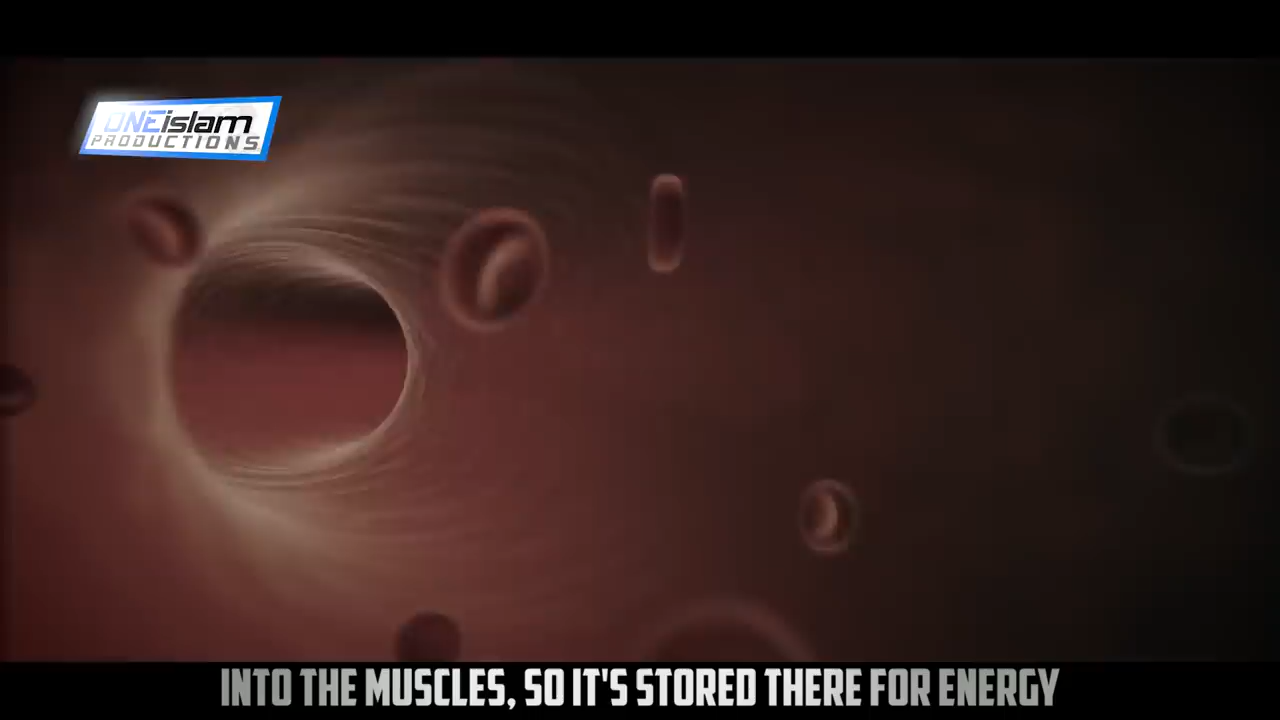 ONEislam
PRODUCTIONS
INTO THE MUSCLES, SO IT'S STORED THERE FOR ENERGY